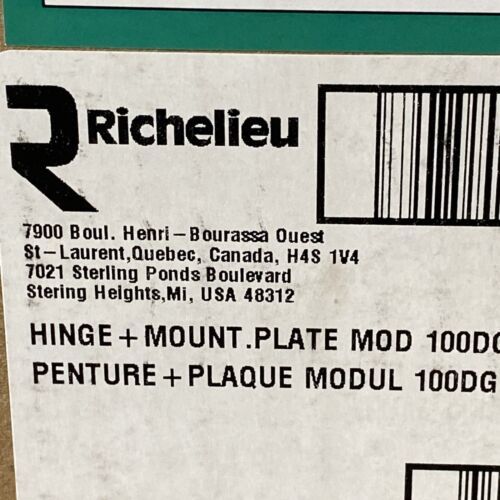 Richelieu
7900 Boul. Henri-Bourassa Ouest
St-Laurent,Quebec, Canada, H4S 1V4
7021 Sterling Ponds Boulevard
Stering Heights,Mi, USA 48312
HINGE+MOUNT.PLATE MOD 100DG
PENTURE+PLAQUE MODUL 100DG